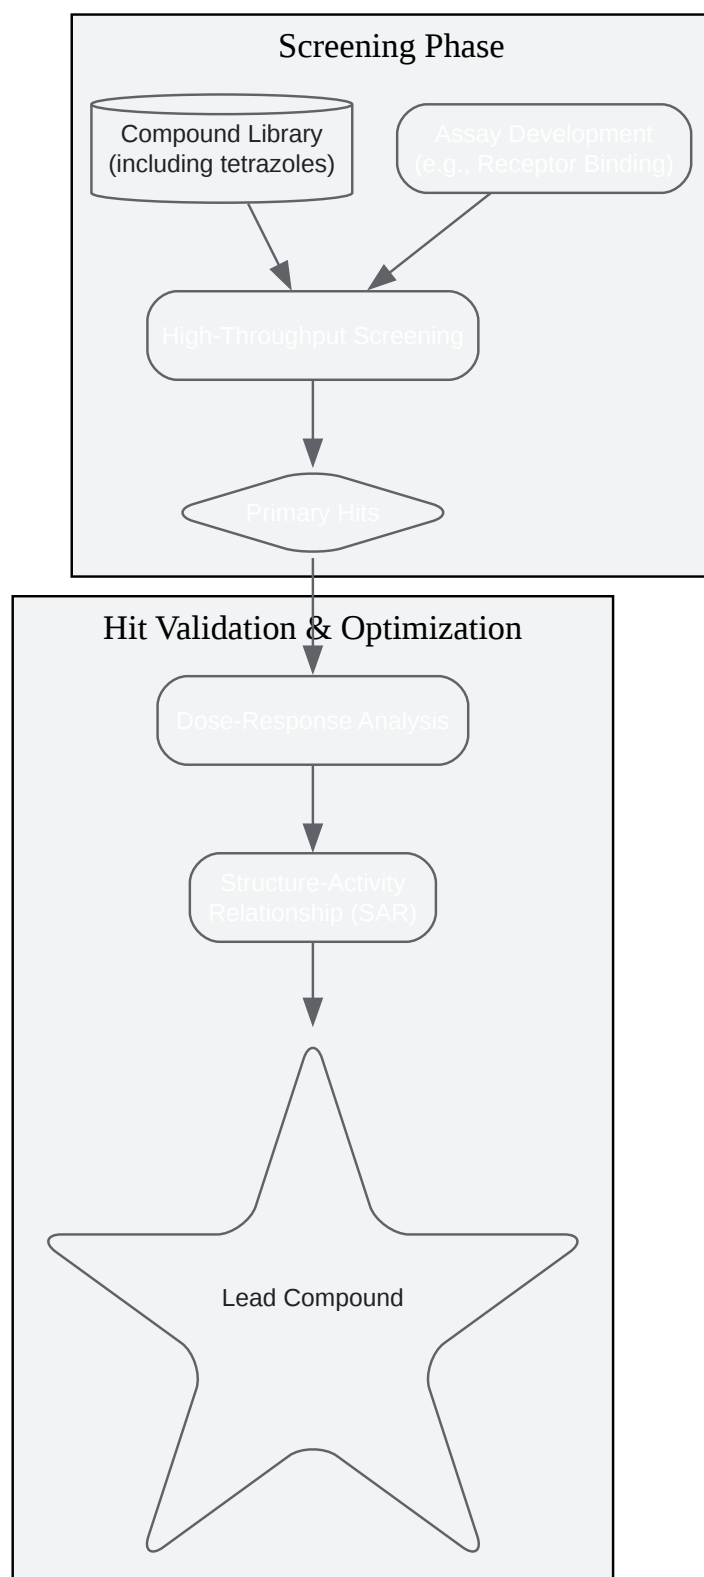 Screening Phase
Compound Library
(including tetrazoles)
Assay Development
(e.g., Receptor Binding)
High-Throughput Screening
Primary Hits
Hit Validation & Optimization
Dose-Response Analysis
Structure-Activity
Relationship (SAR)
Lead Compound